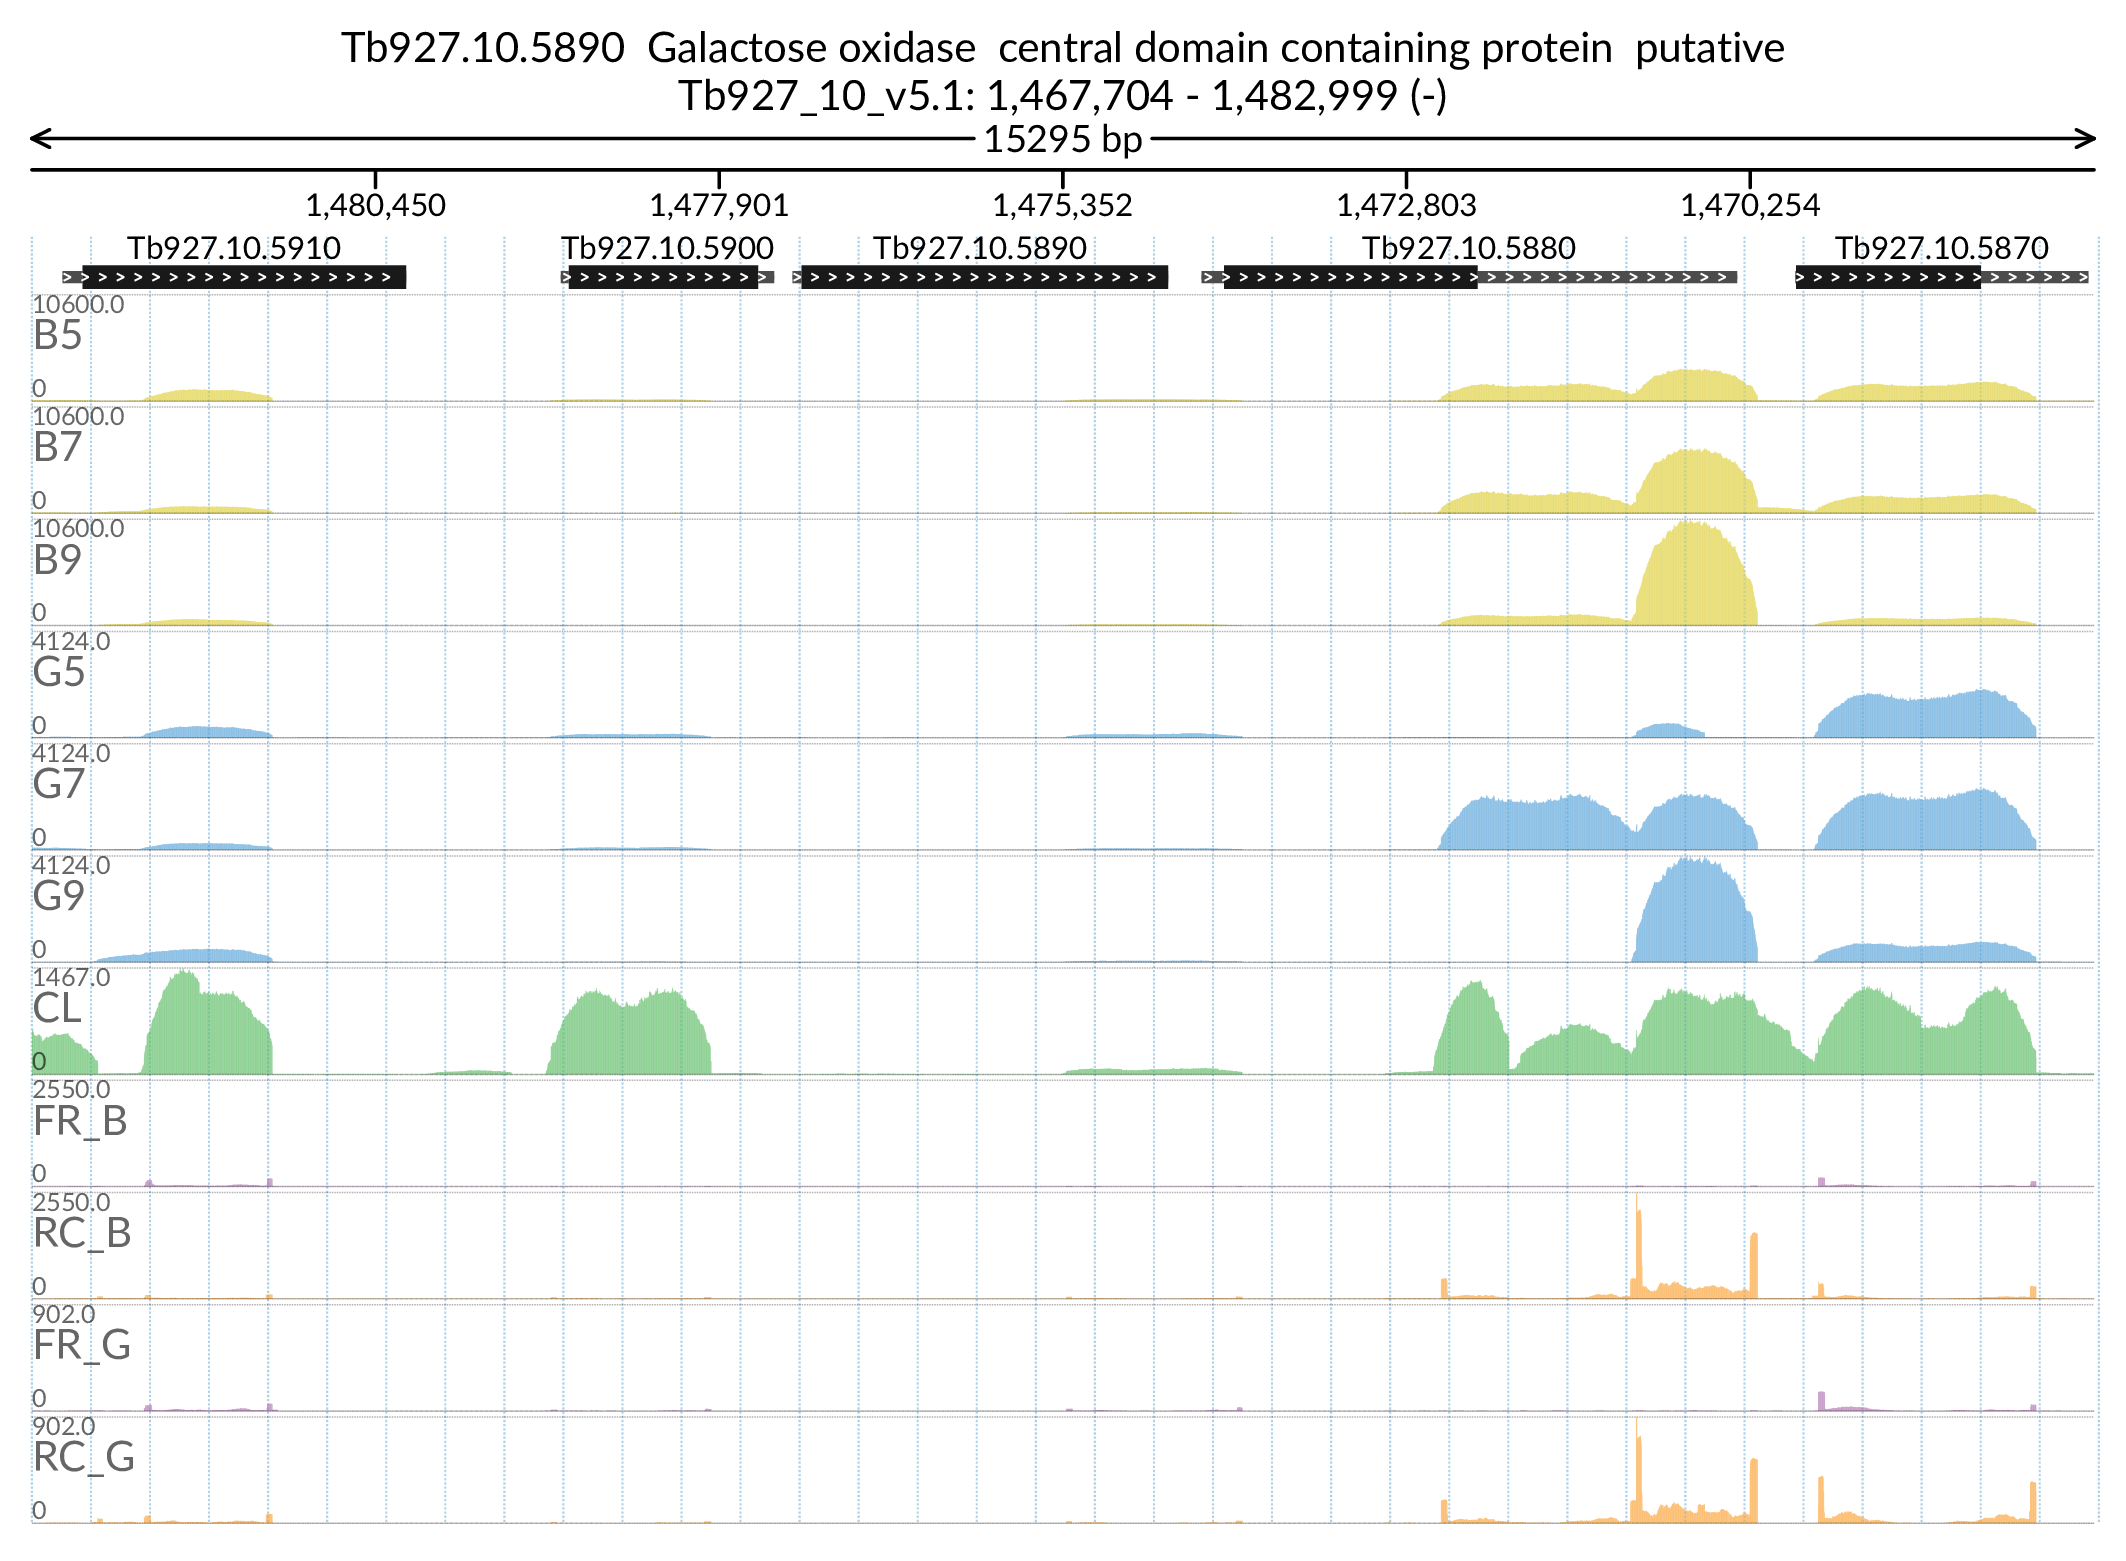 Tb927.10.5890  Galactose oxidase  central domain containing protein  putative
Tb927_10_v5.1: 1,467,704 - 1,482,999 (-)
15295 bp
1,480,450 1,477,901 1,475,352 1,472,803 1,470,254
Tb927.10.5910 Tb927.10.5900 Tb927.10.5890 Tb927.10.5880 Tb927.10.5870
10600.0
B5
0
10600.0
B7
0
10600.0
B9
0
4124.0
G5
0
4124.0
G7
0
4124.0
G9
0
1467.0
CL
0
2550.0
FR_B
0
2550.0
RC_B
0
902.0
FR_G
0
902.0
RC_G
0